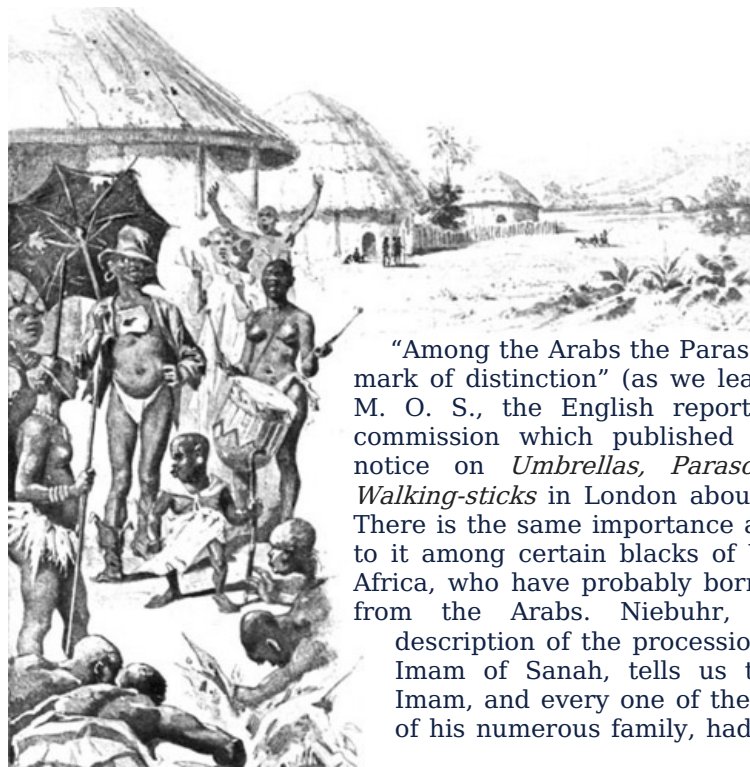 “Among the Arabs the Paras
mark of distinction” (as we lea
M. O. S., the English report
commission which published
notice on Umbrellas, Paraso
Walking-sticks in London abou
There is the same importance a
to it among certain blacks of
Africa, who have probably
from the Arabs. Niebuhr,
description of the processio
Imam of Sanah, tells us t
Imam, and every one of the
of his numerous family, had